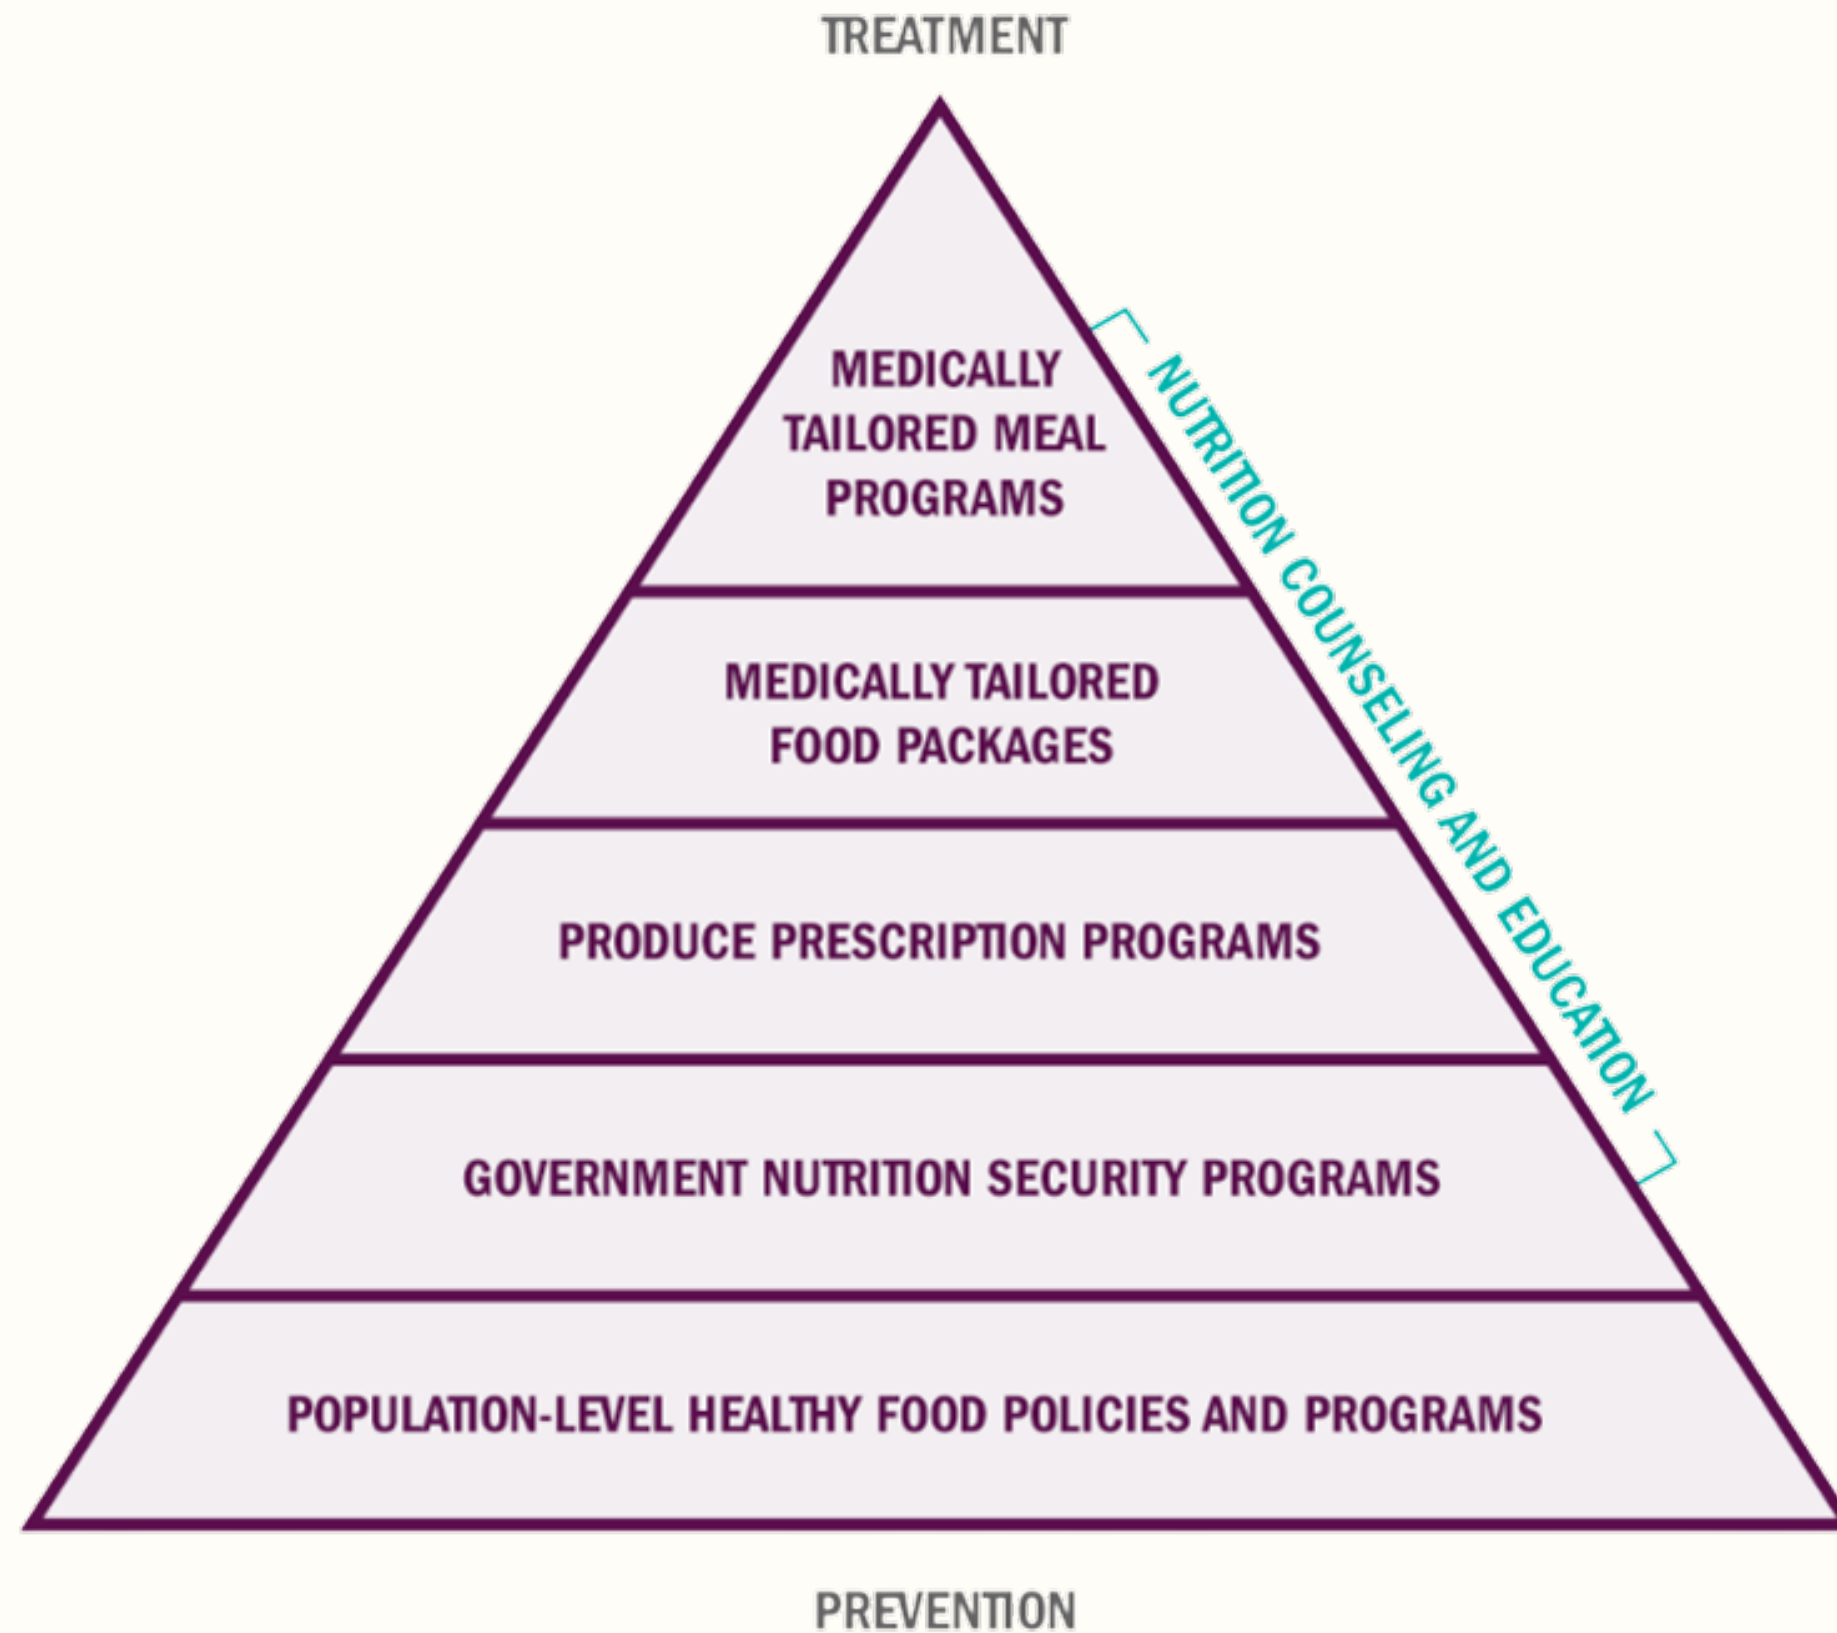 TREATMENT
MEDICALLY
TAILORED MEAL
PROGRAMS
NUTRITION COUNSELING AND EDUCATION
MEDICALLY TAILORED
FOOD PACKAGES
PRODUCE PRESCRIPTION PROGRAMS
GOVERNMENT NUTRITION SECURITY PROGRAMS
POPULATION-LEVEL HEALTHY FOOD POLICIES AND PROGRAMS
PREVENTION